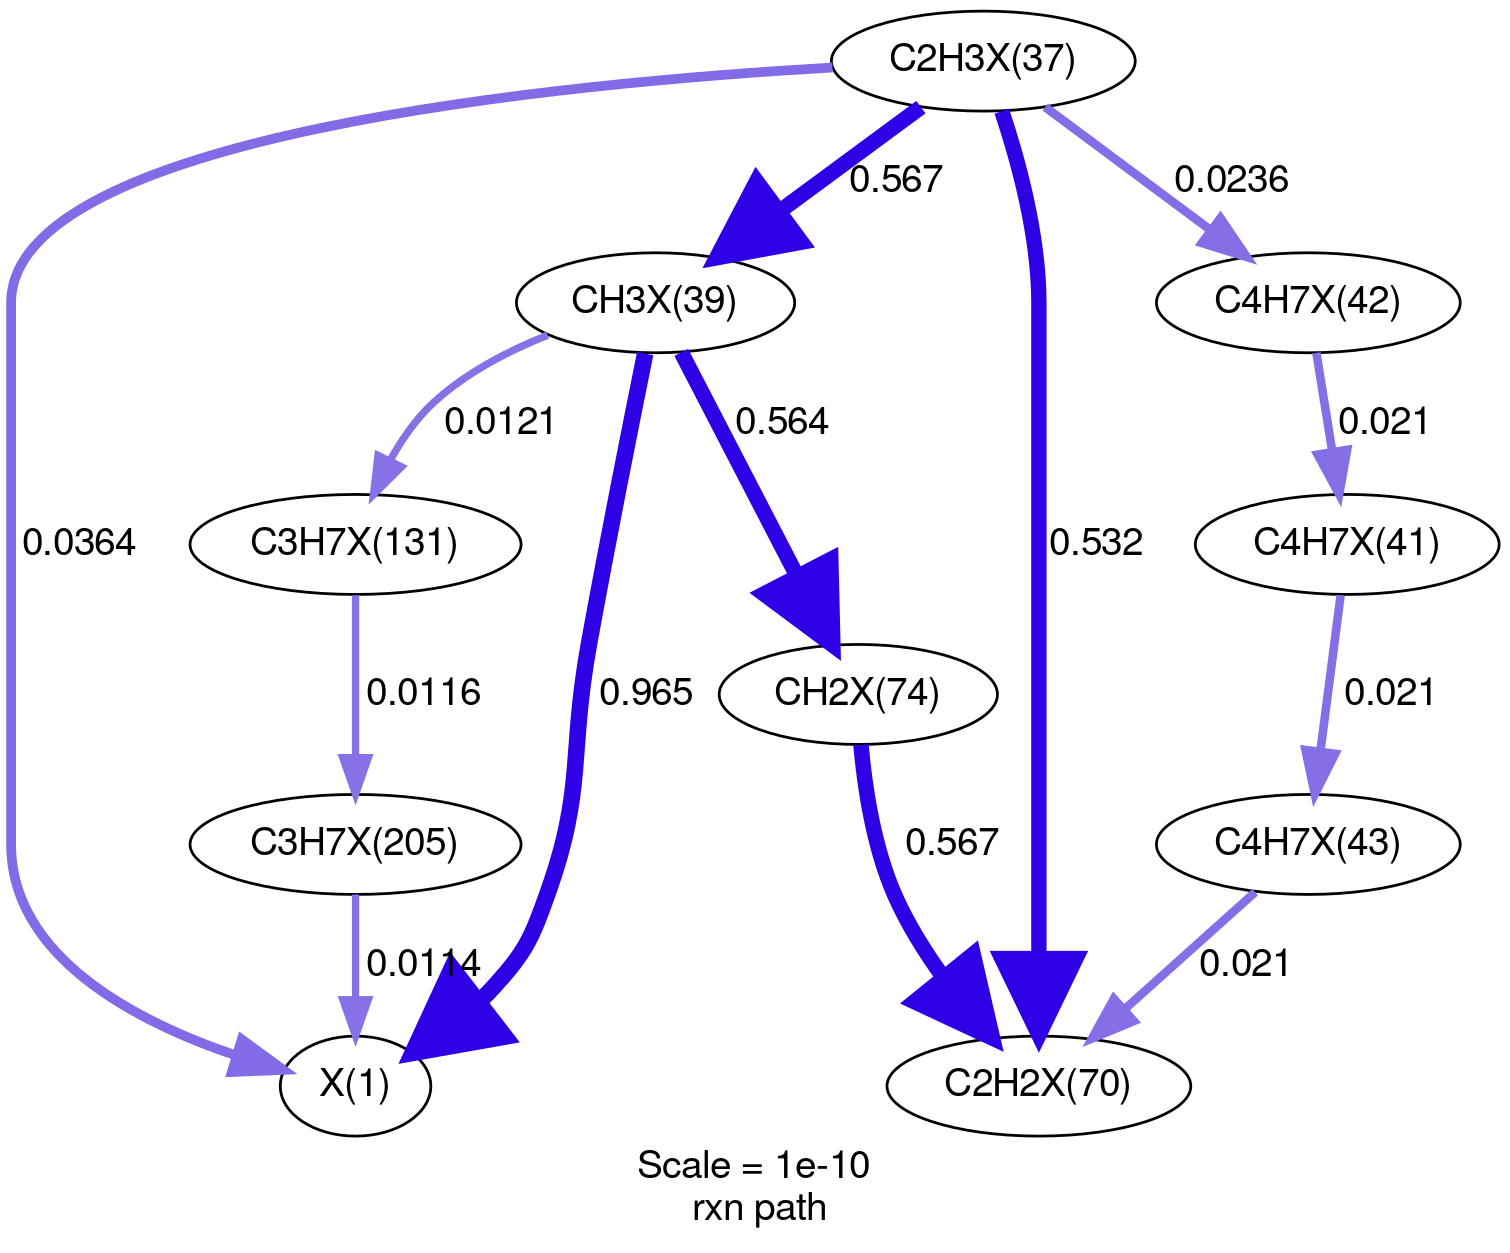 C2H3X(37)
0.567
0.0236
CH3X(39)
C4H7X(42)
0.0121
0.564
0.021
0.0364
C3H7X(131)
0.532
C4H7X(41)
0.0116
0.965
CH2X(74)
0.021
C3H7X(205)
0.567
C4H7X(43)
0.0114
0.021
X(1)
C2H2X(70)
Scale = 1e-10
rxn path